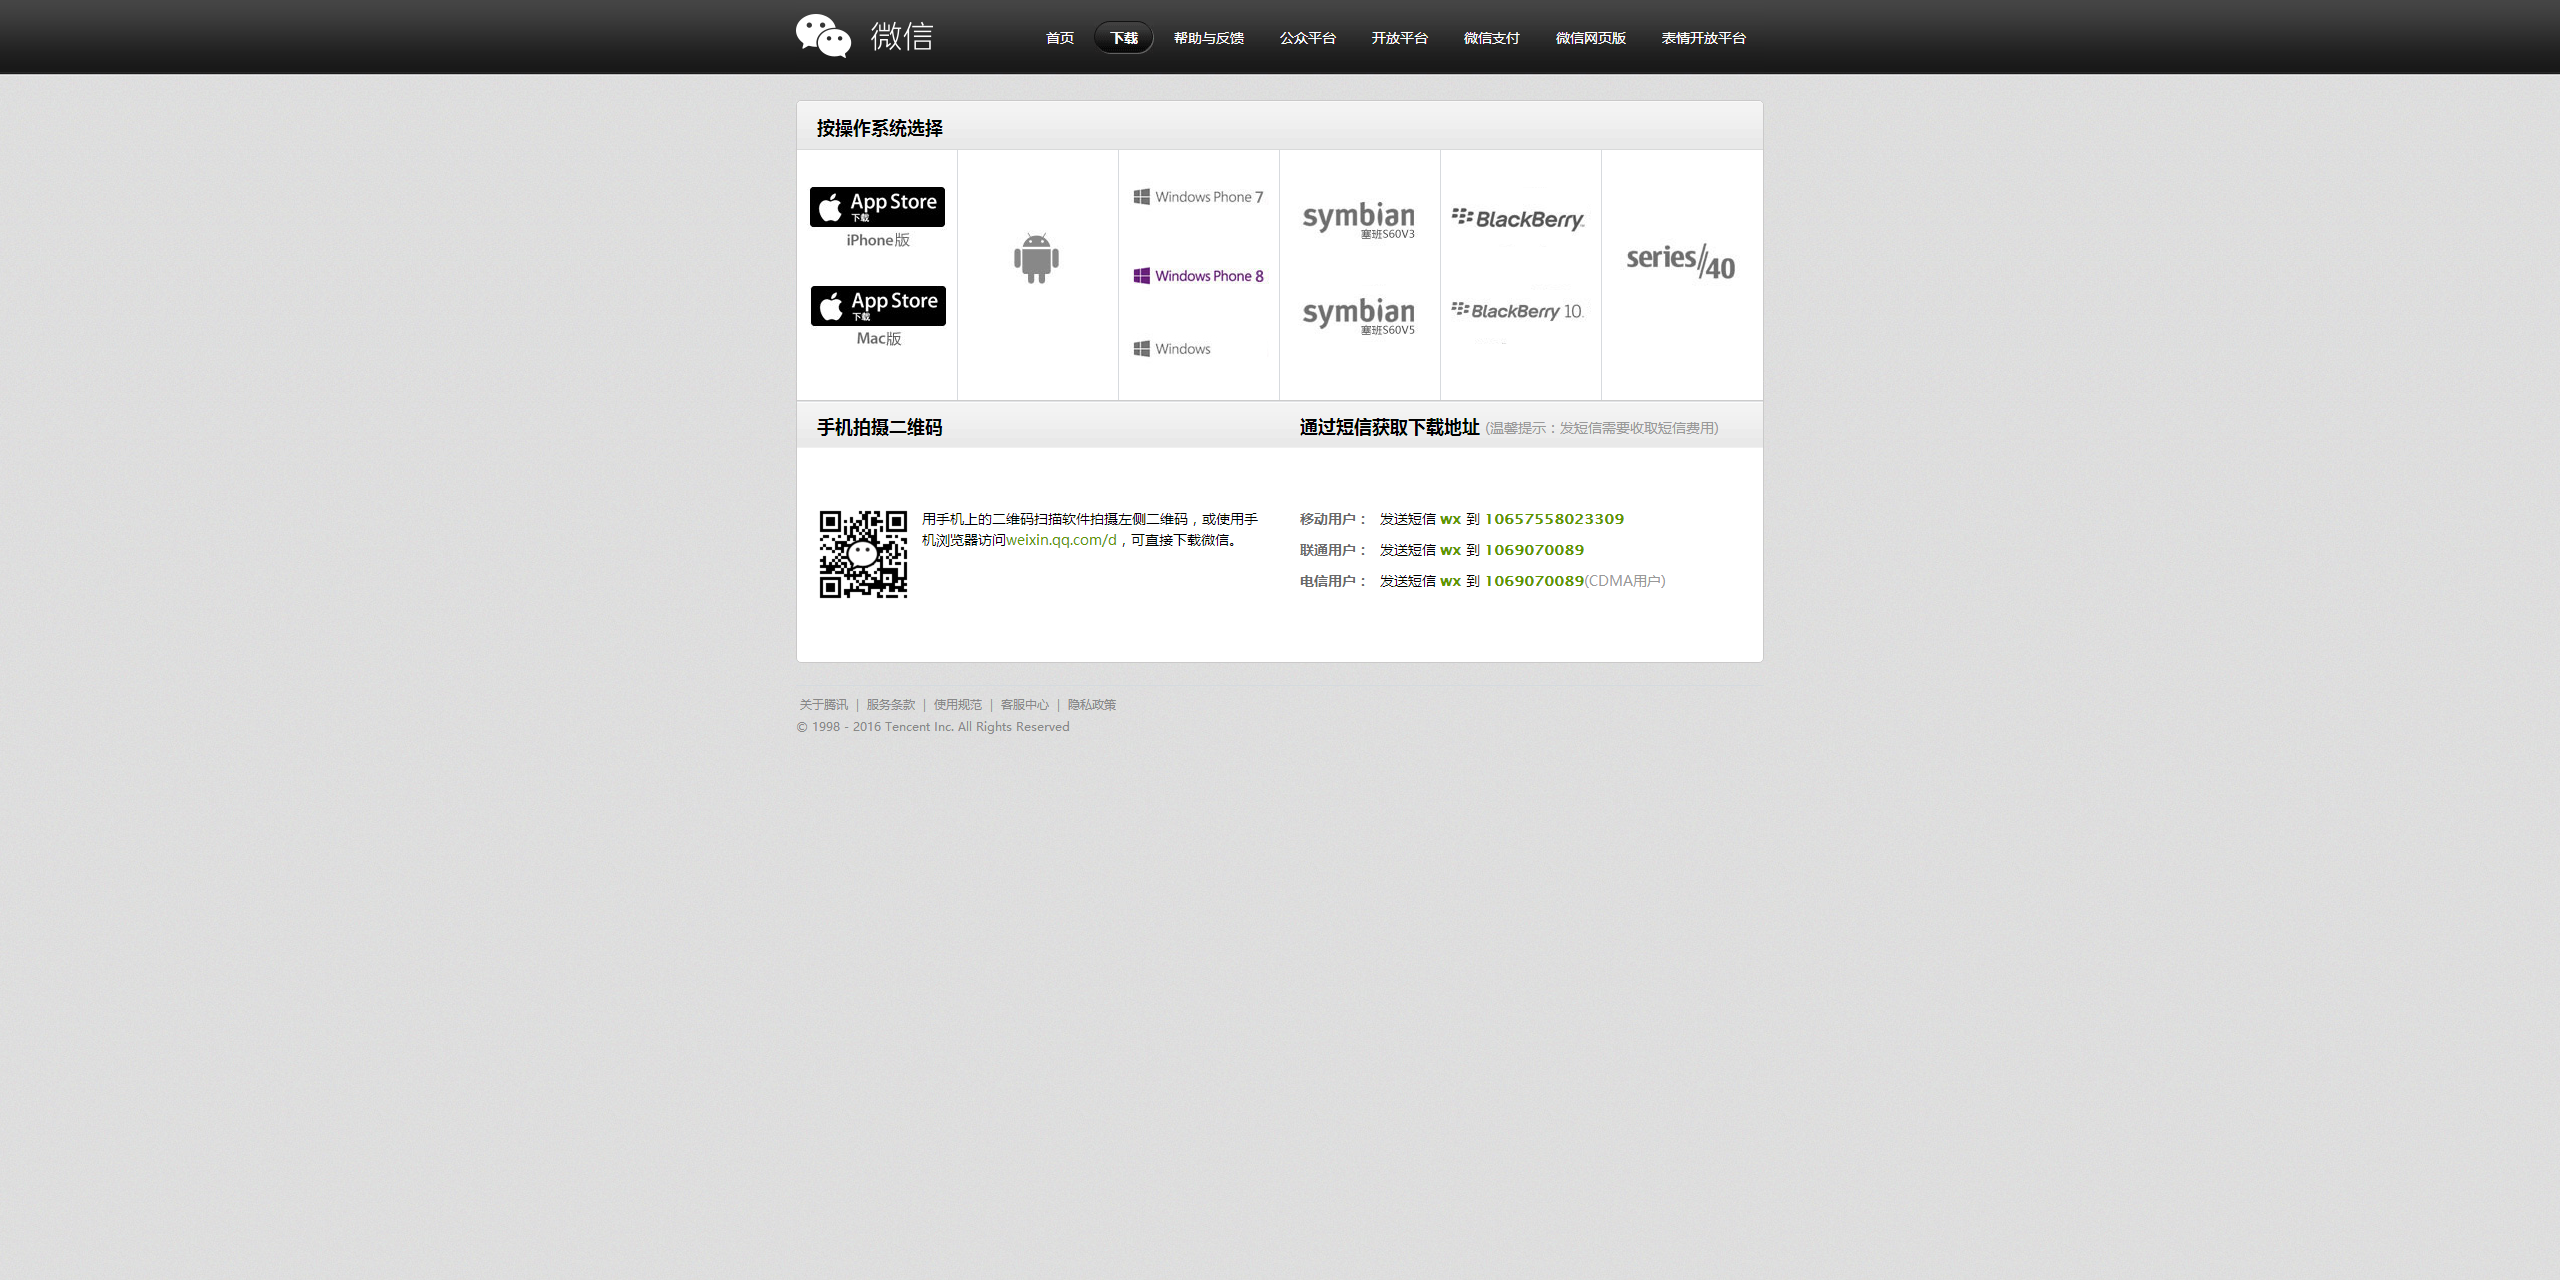 微信
首页 下载 帮助与反馈 公众平台 开放平台 微信支付 微信网页版 表情开放平台
按操作系统选择
App Store
下载
iPhone版
App Store
下载
Mac版
Windows Phone 7
Windows Phone 8
Windows
symbian
塞班S60V3
symbian
塞班S60V5
BlackBerry
BlackBerry 10
series/40
手机拍摄二维码
用手机上的二维码扫描软件拍摄左侧二维码，或使用手
机浏览器访问weixin.qq.com/d，可直接下载微信。
通过短信获取下载地址 (温馨提示：发短信需要收取短信费用)
移动用户： 发送短信 wx 到 10657558023309
联通用户： 发送短信 wx 到 1069070089
电信用户： 发送短信 wx 到 1069070089(CDMA用户)
关于腾讯 | 服务条款 | 使用规范 | 客服中心 | 隐私政策
© 1998 - 2016 Tencent Inc. All Rights Reserved